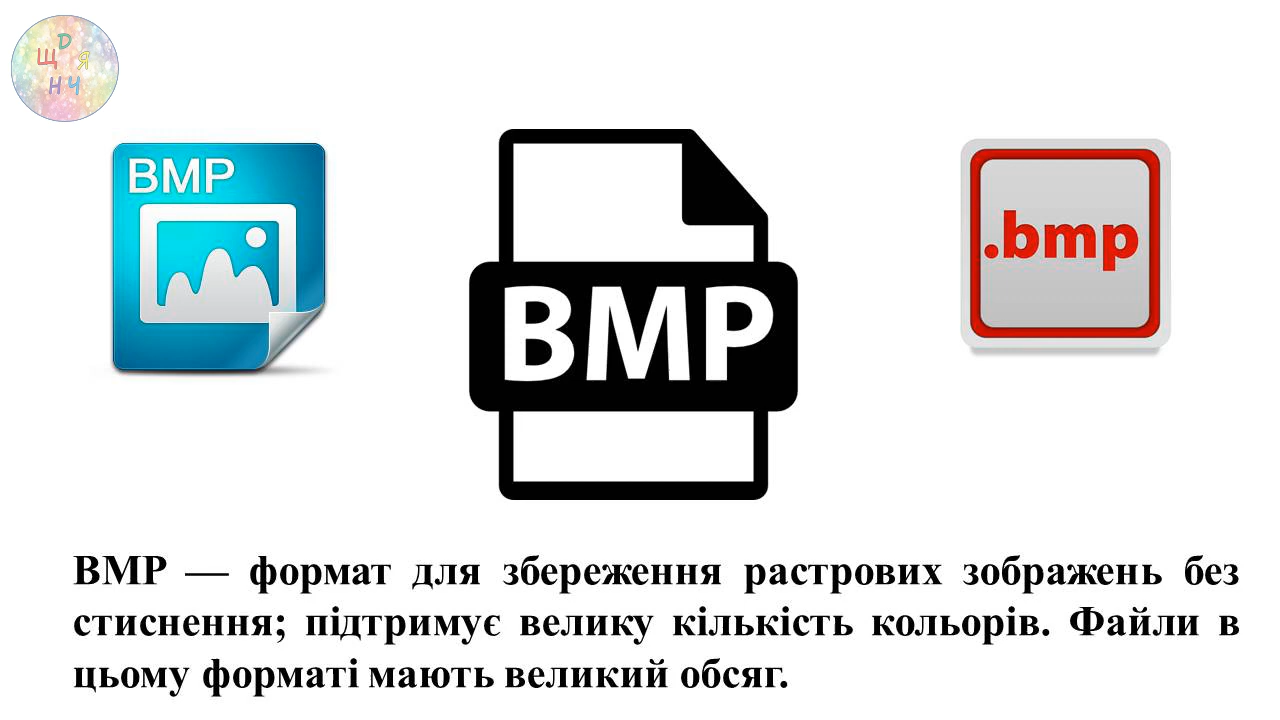 Д
Щ Я
Н Ч
BMP
BMP
.bmp
BMP — формат для збереження растрових зображень без
стиснення; підтримує велику кількість кольорів. Файли в
цьому форматі мають великий обсяг.